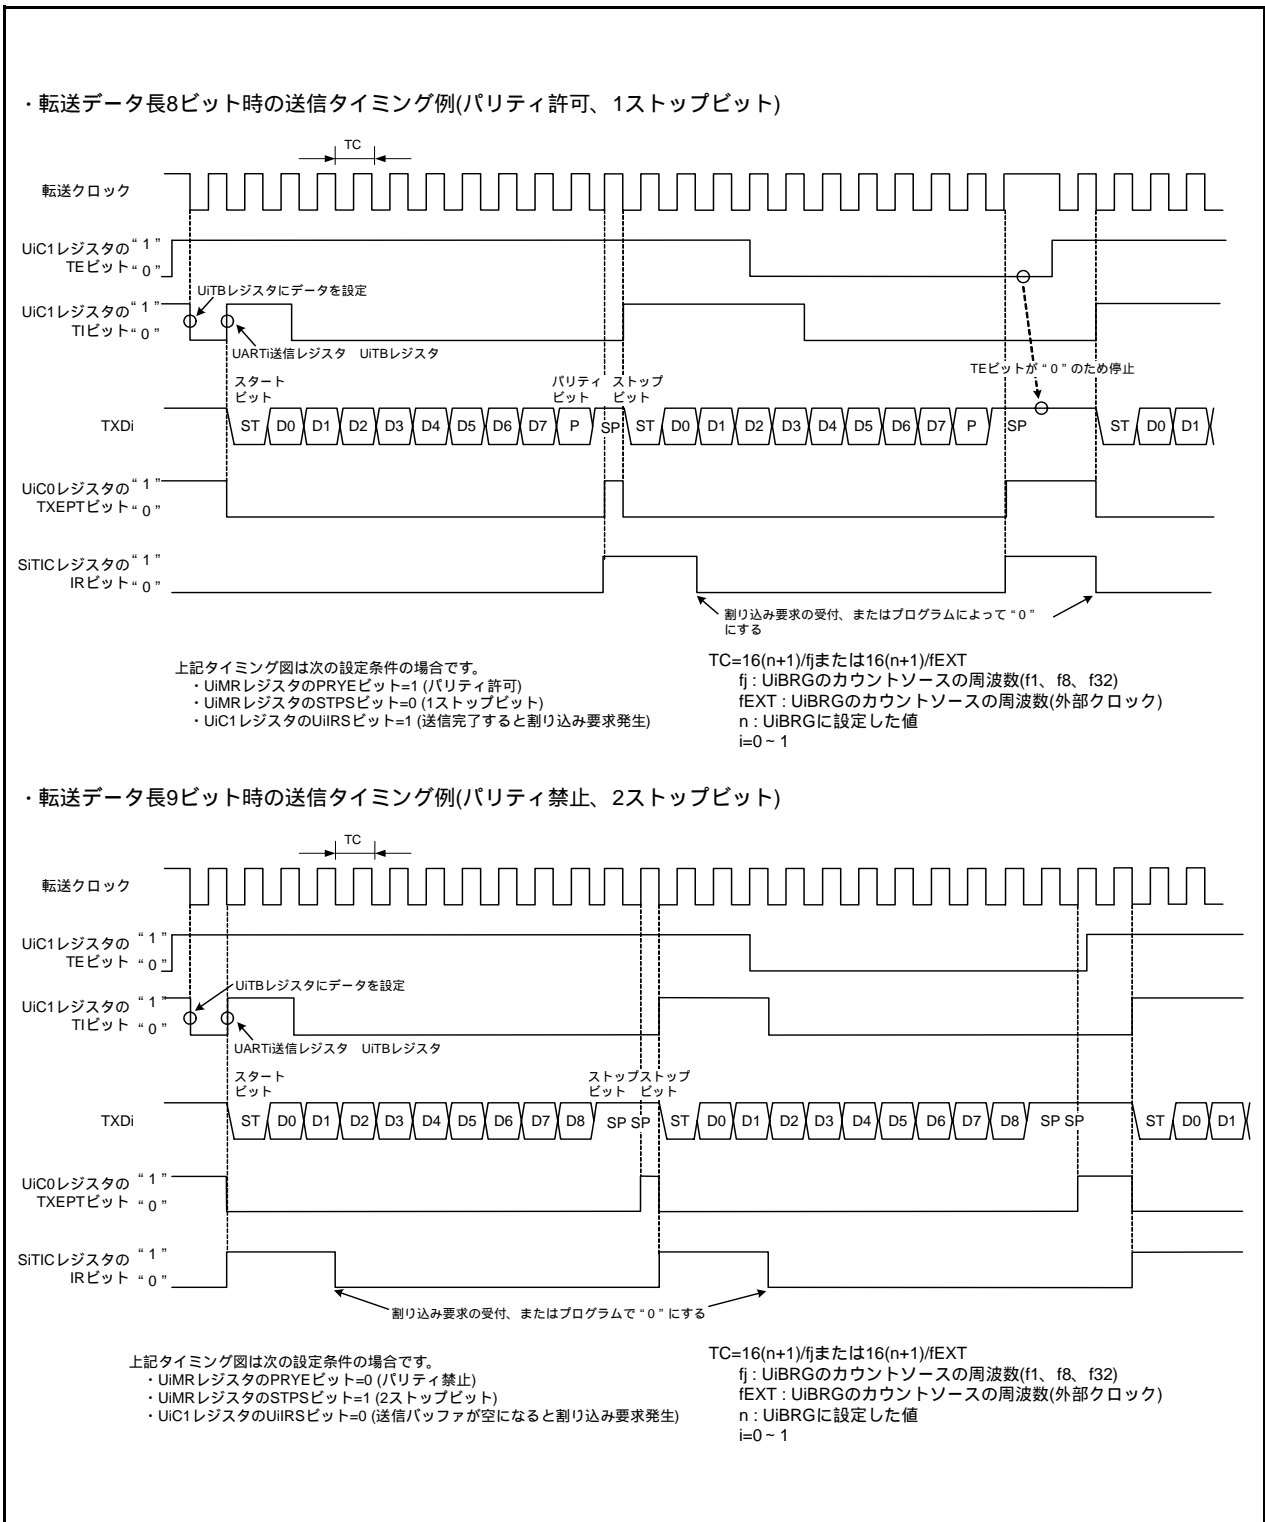 ・転送データ長8ビット時の送信タイミング例(パリティ許可、1ストップビット)
TC
転送クロック
UiC1レジスタの “ 1 ”
TEビット “ 0 ”
UiTBレジスタにデータを設定
UiC1レジスタの “ 1 ”
TIビット “ 0 ”
UARTi送信レジスタ　UiTBレジスタ
TEビットが “ 0 ” のため停止
スタート
ビット
パリティ
ビット
ストップ
ビット
TXDi
ST D0 D1 D2 D3 D4 D5 D6 D7 P SP ST D0 D1 D2 D3 D4 D5 D6 D7 P SP ST D0 D1
UiC0レジスタの “ 1 ”
TXEPTビット “ 0 ”
SiTICレジスタの “ 1 ”
IRビット “ 0 ”
割り込み要求の受付、またはプログラムによって “ 0 ”
にする
上記タイミング図は次の設定条件の場合です。
・UiMRレジスタのPRYEビット=1 (パリティ許可)
・UiMRレジスタのSTPSビット=0 (1ストップビット)
・UiC1レジスタのUiIRSビット=1 (送信完了すると割り込み要求発生)
TC=16(n+1)/fjまたは16(n+1)/fEXT
fj : UiBRGのカウントソースの周波数(f1、f8、f32)
fEXT : UiBRGのカウントソースの周波数(外部クロック)
n : UiBRGに設定した値
i=0 ~ 1
・転送データ長9ビット時の送信タイミング例(パリティ禁止、2ストップビット)
TC
転送クロック
UiC1レジスタの “ 1 ”
TEビット “ 0 ”
UiTBレジスタにデータを設定
UiC1レジスタの “ 1 ”
TIビット “ 0 ”
UARTi送信レジスタ　UiTBレジスタ
スタート
ビット
ストップ
ビット
ストップ
ビット
TXDi
ST D0 D1 D2 D3 D4 D5 D6 D7 D8 SP SP ST D0 D1 D2 D3 D4 D5 D6 D7 D8 SP SP ST D0 D1
UiC0レジスタの “ 1 ”
TXEPTビット “ 0 ”
SiTICレジスタの “ 1 ”
IRビット “ 0 ”
割り込み要求の受付、またはプログラムで “ 0 ” にする
上記タイミング図は次の設定条件の場合です。
・UiMRレジスタのPRYEビット=0 (パリティ禁止)
・UiMRレジスタのSTPSビット=1 (2ストップビット)
・UiC1レジスタのUiIRSビット=0 (送信バッファが空になると割り込み要求発生)
TC=16(n+1)/fjまたは16(n+1)/fEXT
fj : UiBRGのカウントソースの周波数(f1、f8、f32)
fEXT : UiBRGのカウントソースの周波数(外部クロック)
n : UiBRGに設定した値
i=0 ~ 1